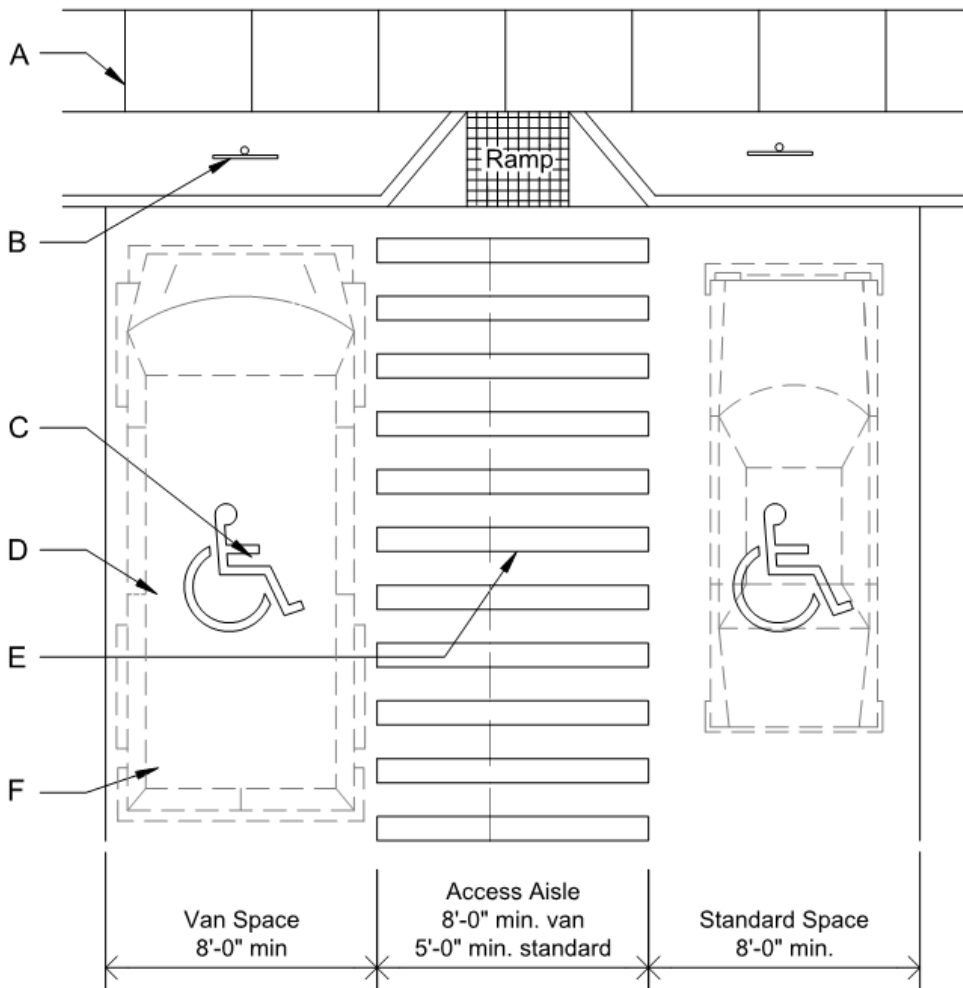 A
Ramp
B
C
D
E
F
Van Space
8'-0" min
Access Aisle
8'-0" min. van
5'-0" min. standard
Standard Space
8'-0" min.